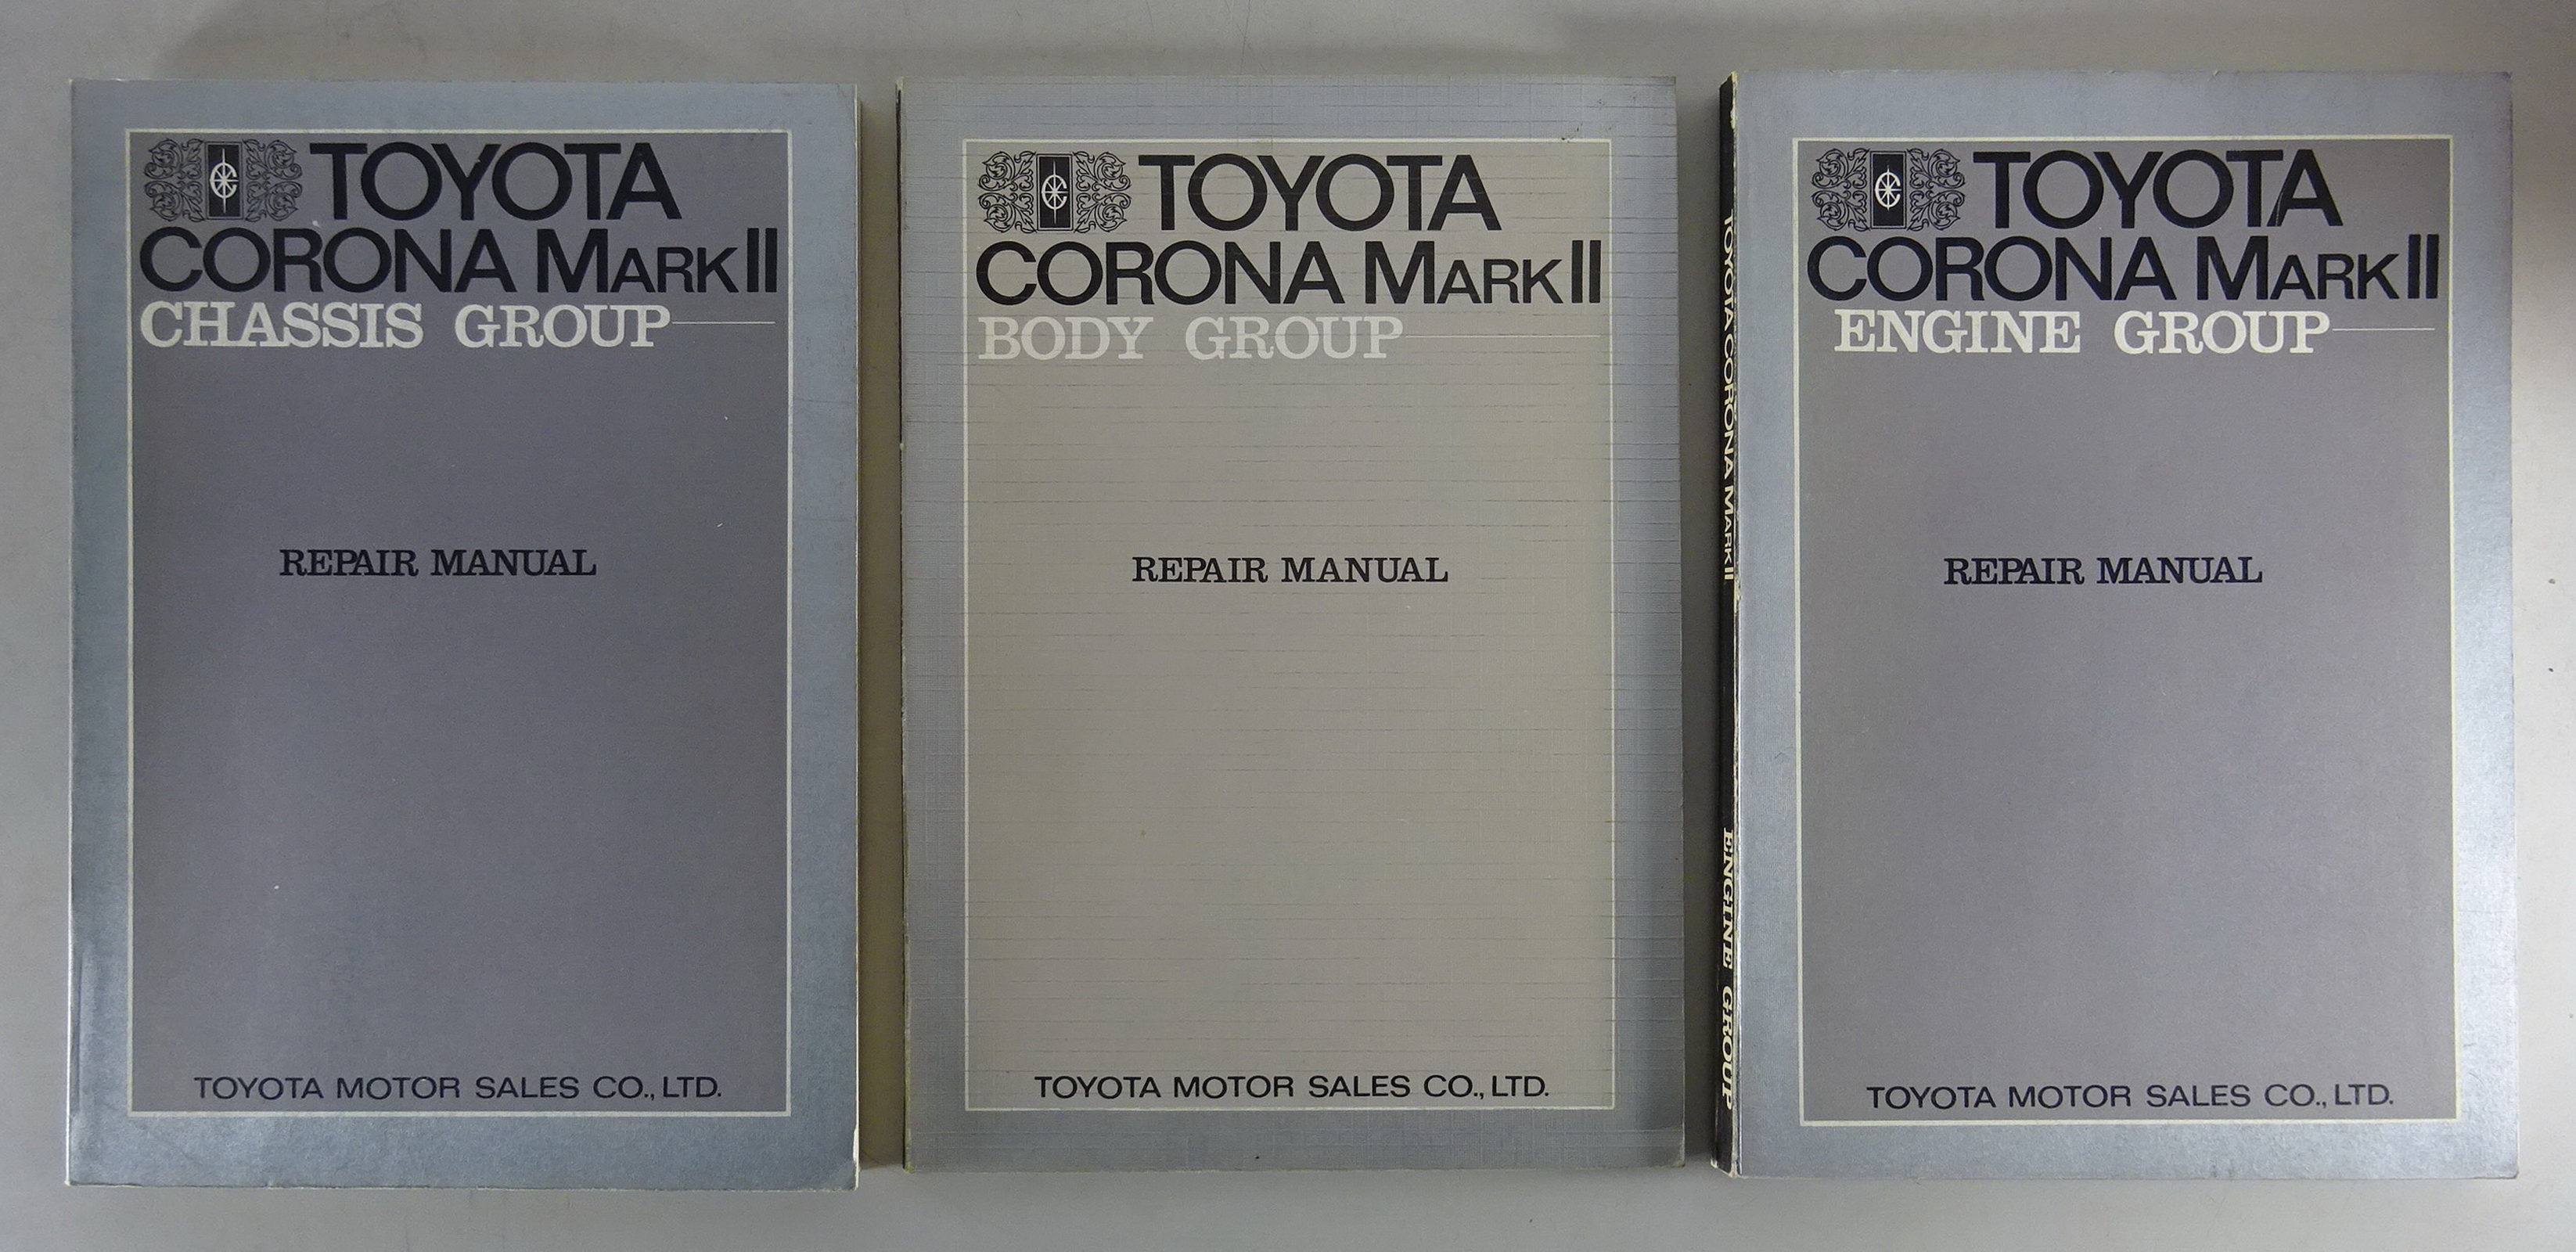 TOYOTA
CORONA MARK II
CHASSIS GROUP
REPAIR MANUAL
TOYOTA MOTOR SALES CO., LTD.
TOYOTA
CORONA MARK II
BODY GROUP
REPAIR MANUAL
TOYOTA MOTOR SALES CO., LTD.
TOYOTA CORONA MARK II ENGINE GROUP
TOYOTA
CORONA MARK II
ENGINE GROUP
REPAIR MANUAL
TOYOTA MOTOR SALES CO., LTD.